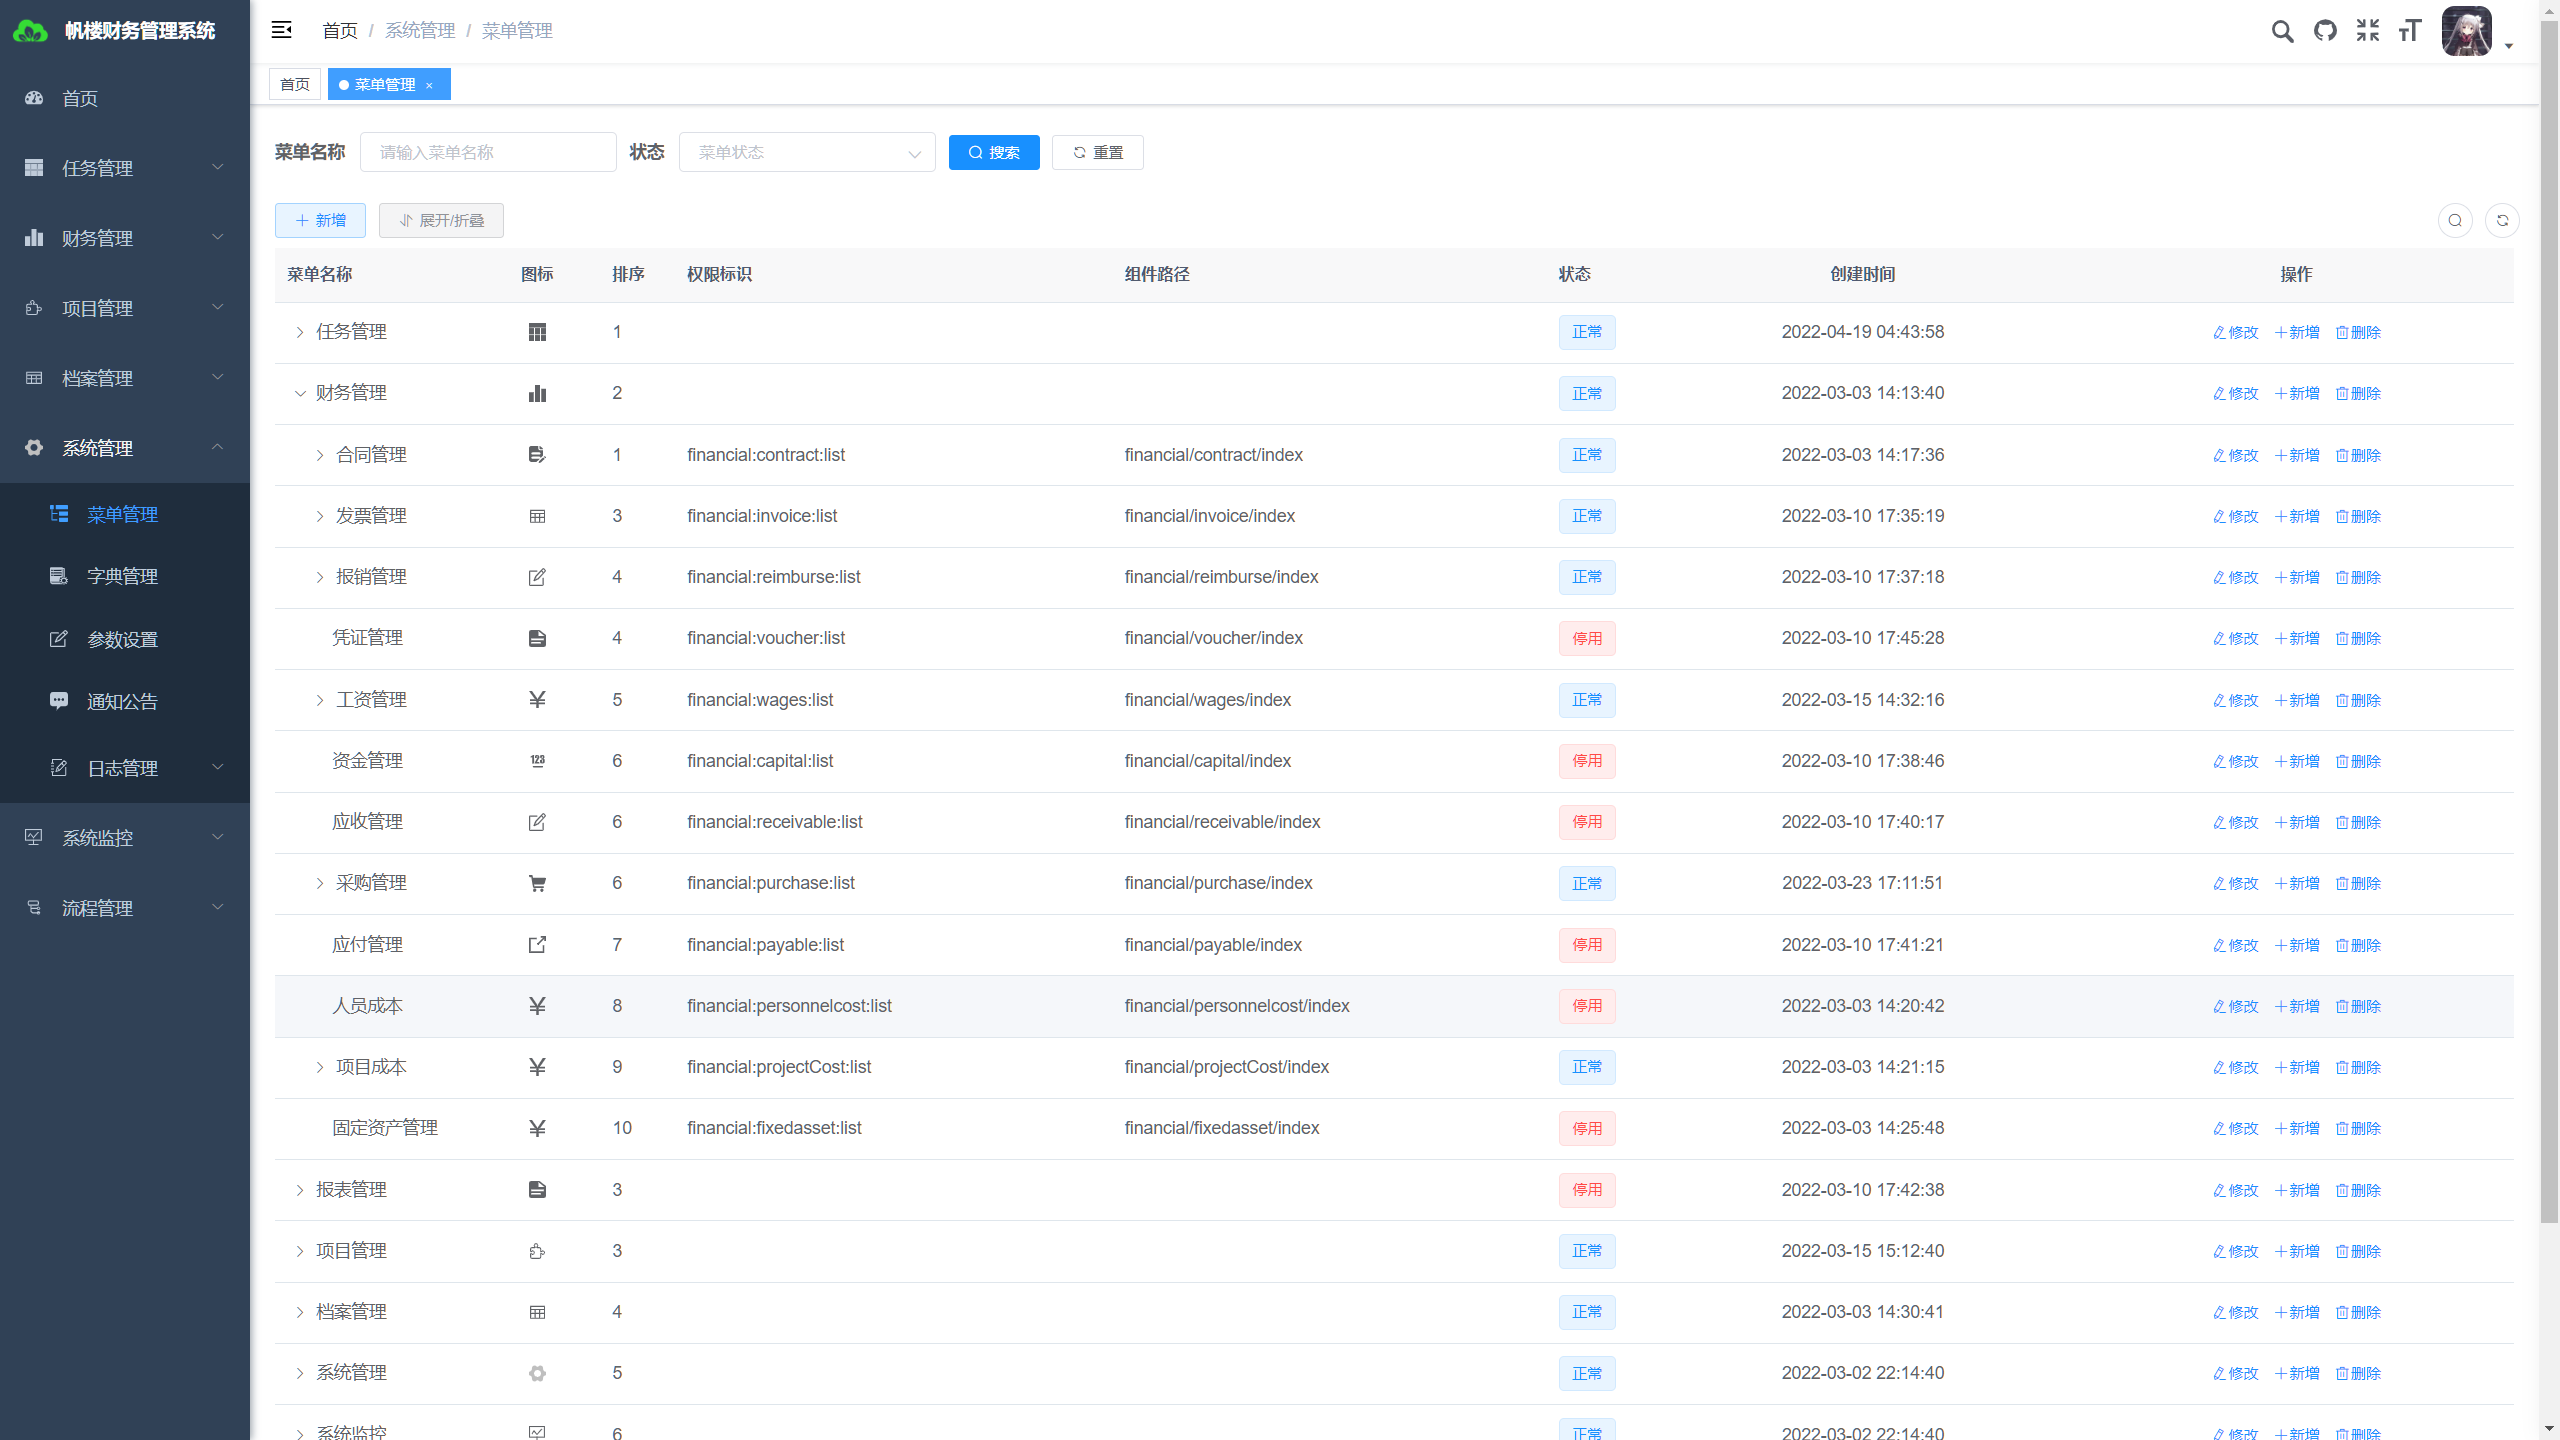 帆楼财务管理系统
首页
任务管理
财务管理
项目管理
档案管理
系统管理
菜单管理
字典管理
参数设置
通知公告
日志管理
系统监控
流程管理
首页 / 系统管理 / 菜单管理
首页 菜单管理 ×
菜单名称 请输入菜单名称 状态 菜单状态 搜索 重置
新增 展开/折叠
菜单名称 图标 排序 权限标识 组件路径 状态 创建时间 操作
任务管理 1 正常 2022-04-19 04:43:58 修改 新增 删除
财务管理 2 正常 2022-03-03 14:13:40 修改 新增 删除
合同管理 1 financial:contract:list financial/contract/index 正常 2022-03-03 14:17:36 修改 新增 删除
发票管理 3 financial:invoice:list financial/invoice/index 正常 2022-03-10 17:35:19 修改 新增 删除
报销管理 4 financial:reimburse:list financial/reimburse/index 正常 2022-03-10 17:37:18 修改 新增 删除
凭证管理 4 financial:voucher:list financial/voucher/index 停用 2022-03-10 17:45:28 修改 新增 删除
工资管理 5 financial:wages:list financial/wages/index 正常 2022-03-15 14:32:16 修改 新增 删除
资金管理 123 6 financial:capital:list financial/capital/index 停用 2022-03-10 17:38:46 修改 新增 删除
应收管理 6 financial:receivable:list financial/receivable/index 停用 2022-03-10 17:40:17 修改 新增 删除
采购管理 6 financial:purchase:list financial/purchase/index 正常 2022-03-23 17:11:51 修改 新增 删除
应付管理 7 financial:payable:list financial/payable/index 停用 2022-03-10 17:41:21 修改 新增 删除
人员成本 8 financial:personnelcost:list financial/personnelcost/index 停用 2022-03-03 14:20:42 修改 新增 删除
项目成本 9 financial:projectCost:list financial/projectCost/index 正常 2022-03-03 14:21:15 修改 新增 删除
固定资产管理 10 financial:fixedasset:list financial/fixedasset/index 停用 2022-03-03 14:25:48 修改 新增 删除
报表管理 3 停用 2022-03-10 17:42:38 修改 新增 删除
项目管理 3 正常 2022-03-15 15:12:40 修改 新增 删除
档案管理 4 正常 2022-03-03 14:30:41 修改 新增 删除
系统管理 5 正常 2022-03-02 22:14:40 修改 新增 删除
系统监控 6 正常 2022-03-02 22:14:40 修改 新增 删除